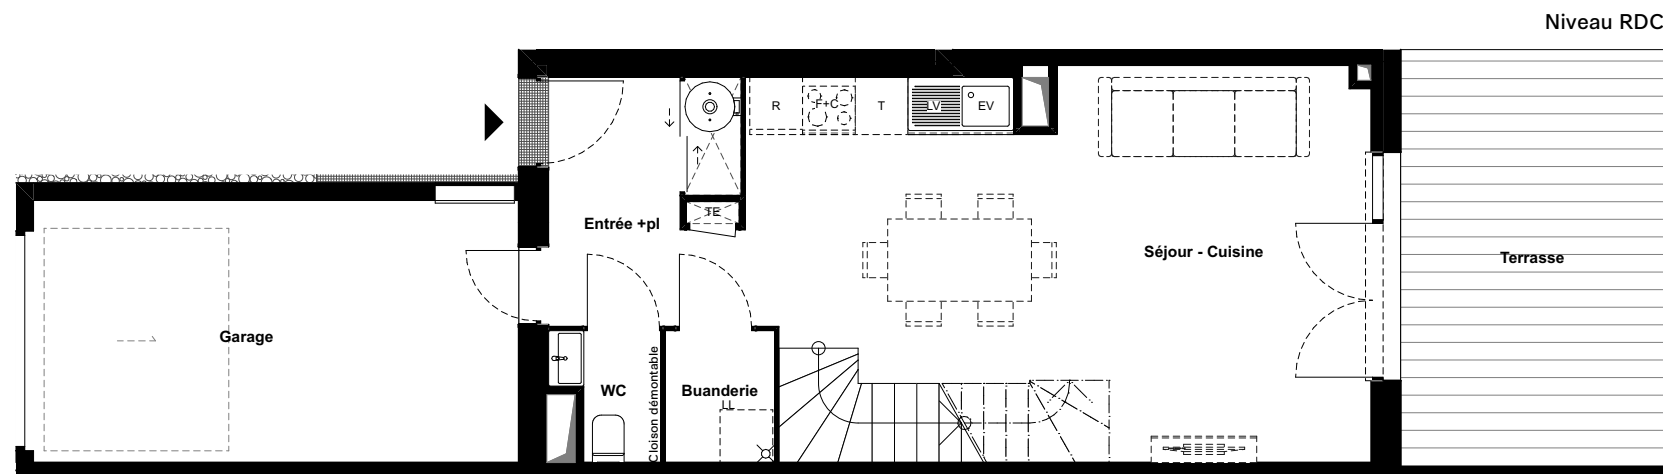 Niveau RDC
R
F+C
T
LV
EV
TE
Entrée +pl
Séjour - Cuisine
Terrasse
Garage
WC
Cloison démontable
Buanderie
LL